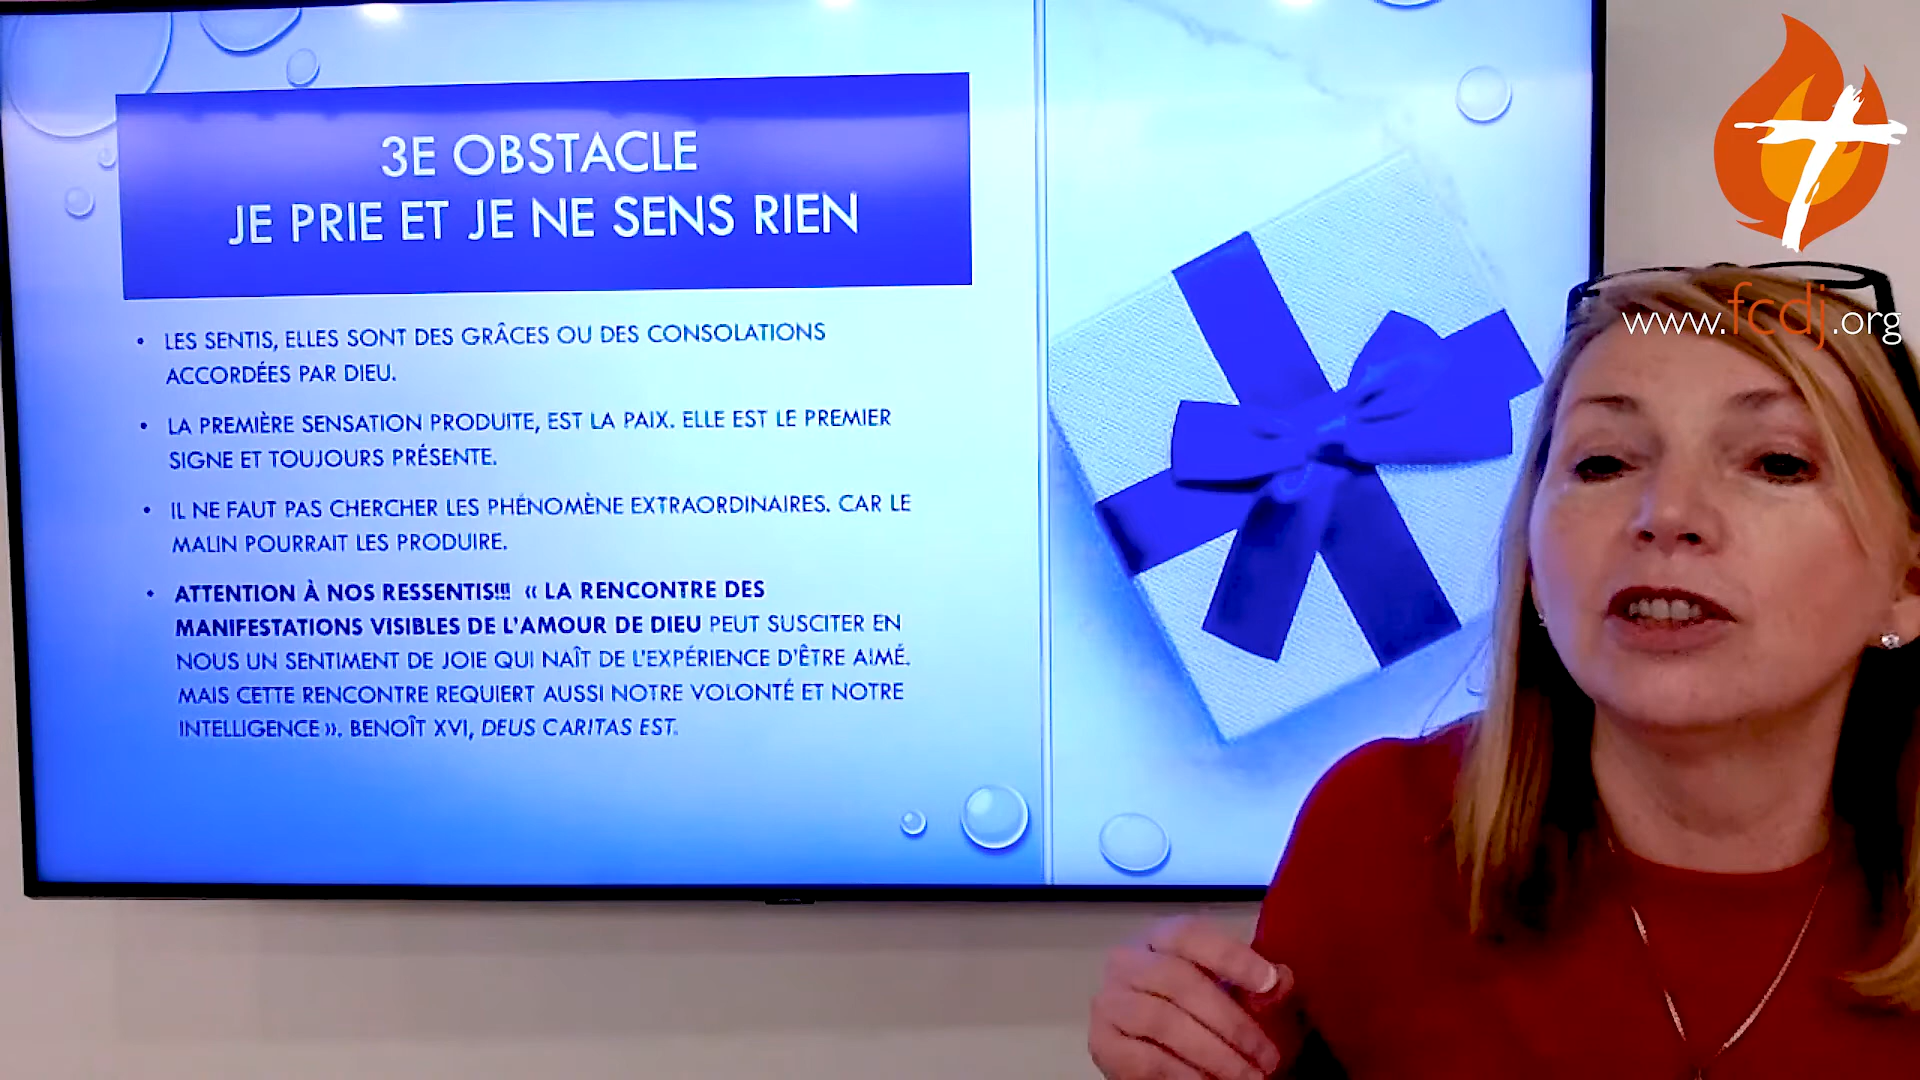 3E OBSTACLE
JE PRIE ET JE NE SENS RIEN
• LES SENTIS, ELLES SONT DES GRÂCES OU DES CONSOLATIONS
ACCORDÉES PAR DIEU.
• LA PREMIÈRE SENSATION PRODUITE, EST LA PAIX. ELLE EST LE PREMIER
SIGNE ET TOUJOURS PRÉSENTE.
• IL NE FAUT PAS CHERCHER LES PHÉNOMÈNE EXTRAORDINAIRES. CAR LE
MALIN POURRAIT LES PRODUIRE.
• ATTENTION À NOS RESSENTIS!!! « LA RENCONTRE DES
MANIFESTATIONS VISIBLES DE L'AMOUR DE DIEU PEUT SUSCITER EN
NOUS UN SENTIMENT DE JOIE QUI NAÎT DE L'EXPÉRIENCE D'ÊTRE AIMÉ.
MAIS CETTE RENCONTRE REQUIERT AUSSI NOTRE VOLONTÉ ET NOTRE
INTELLIGENCE ». BENOÎT XVI, DEUS CARITAS EST.
www.fcdj.org